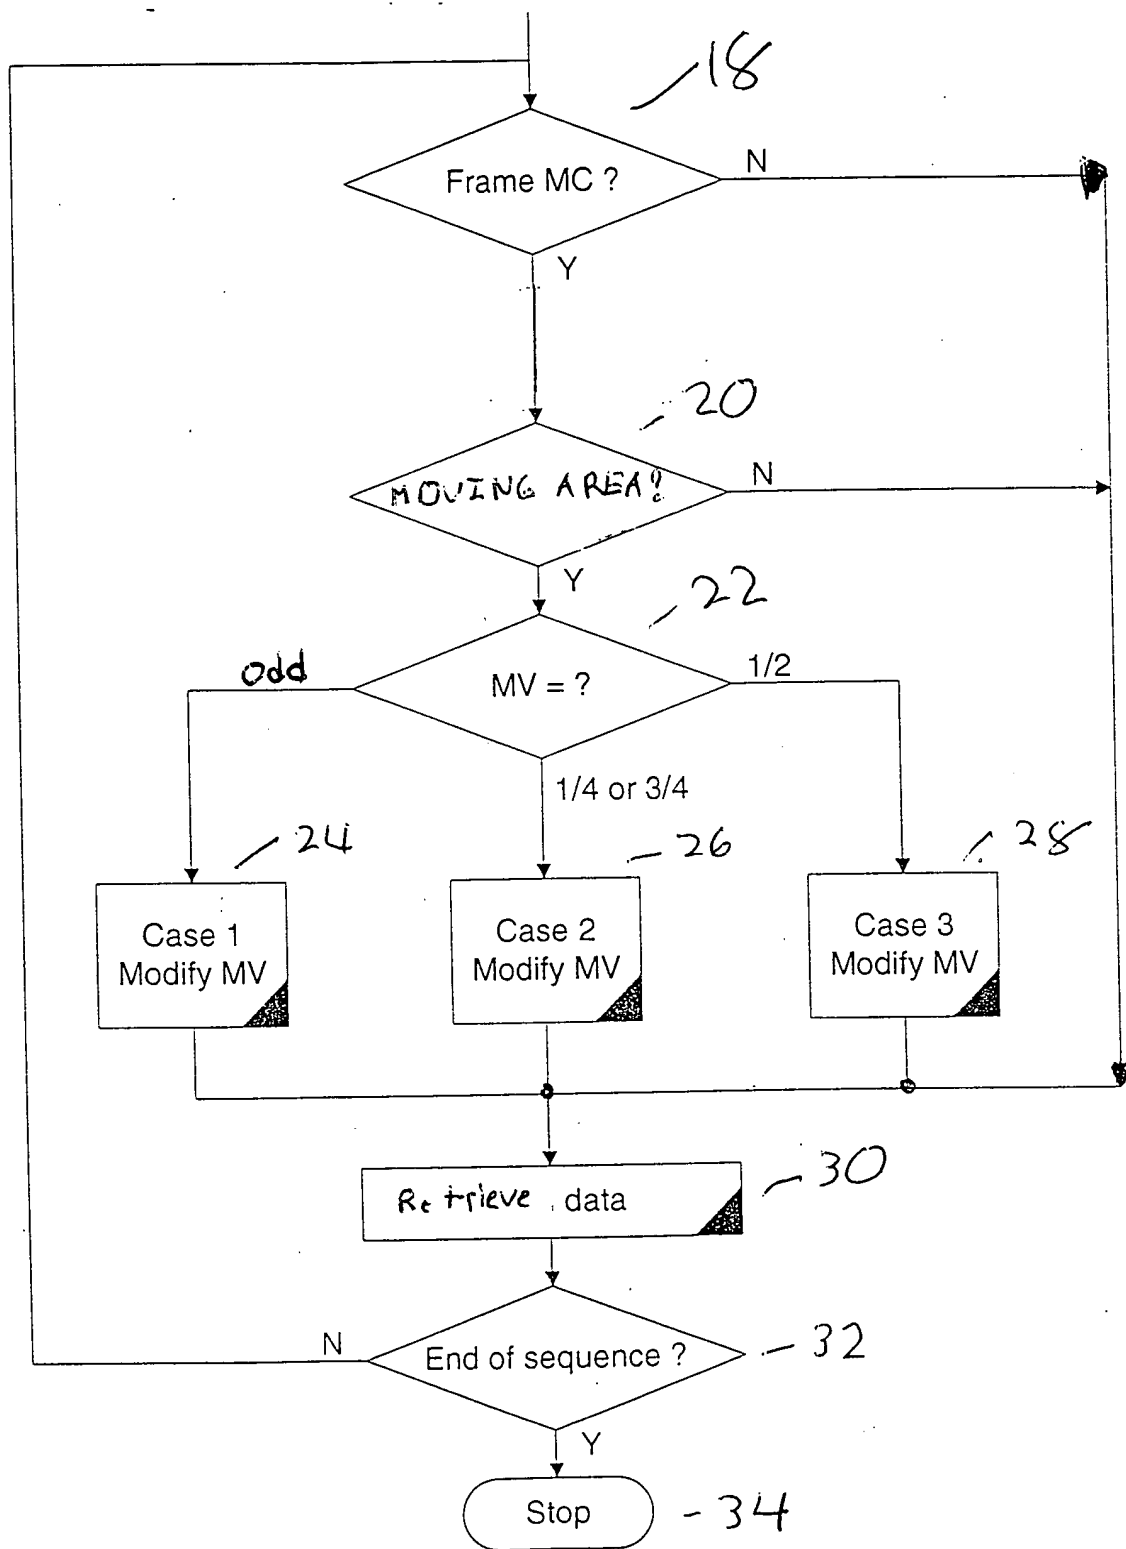 18
Frame MC ?
N
Y
20
MOVING AREA?
N
Y
22
odd
MV = ?
1/2
1/4 or 3/4
24
26
28
Case 1
Modify MV
Case 2
Modify MV
Case 3
Modify MV
30
Retrieve data
N
End of sequence ?
32
Y
Stop
34